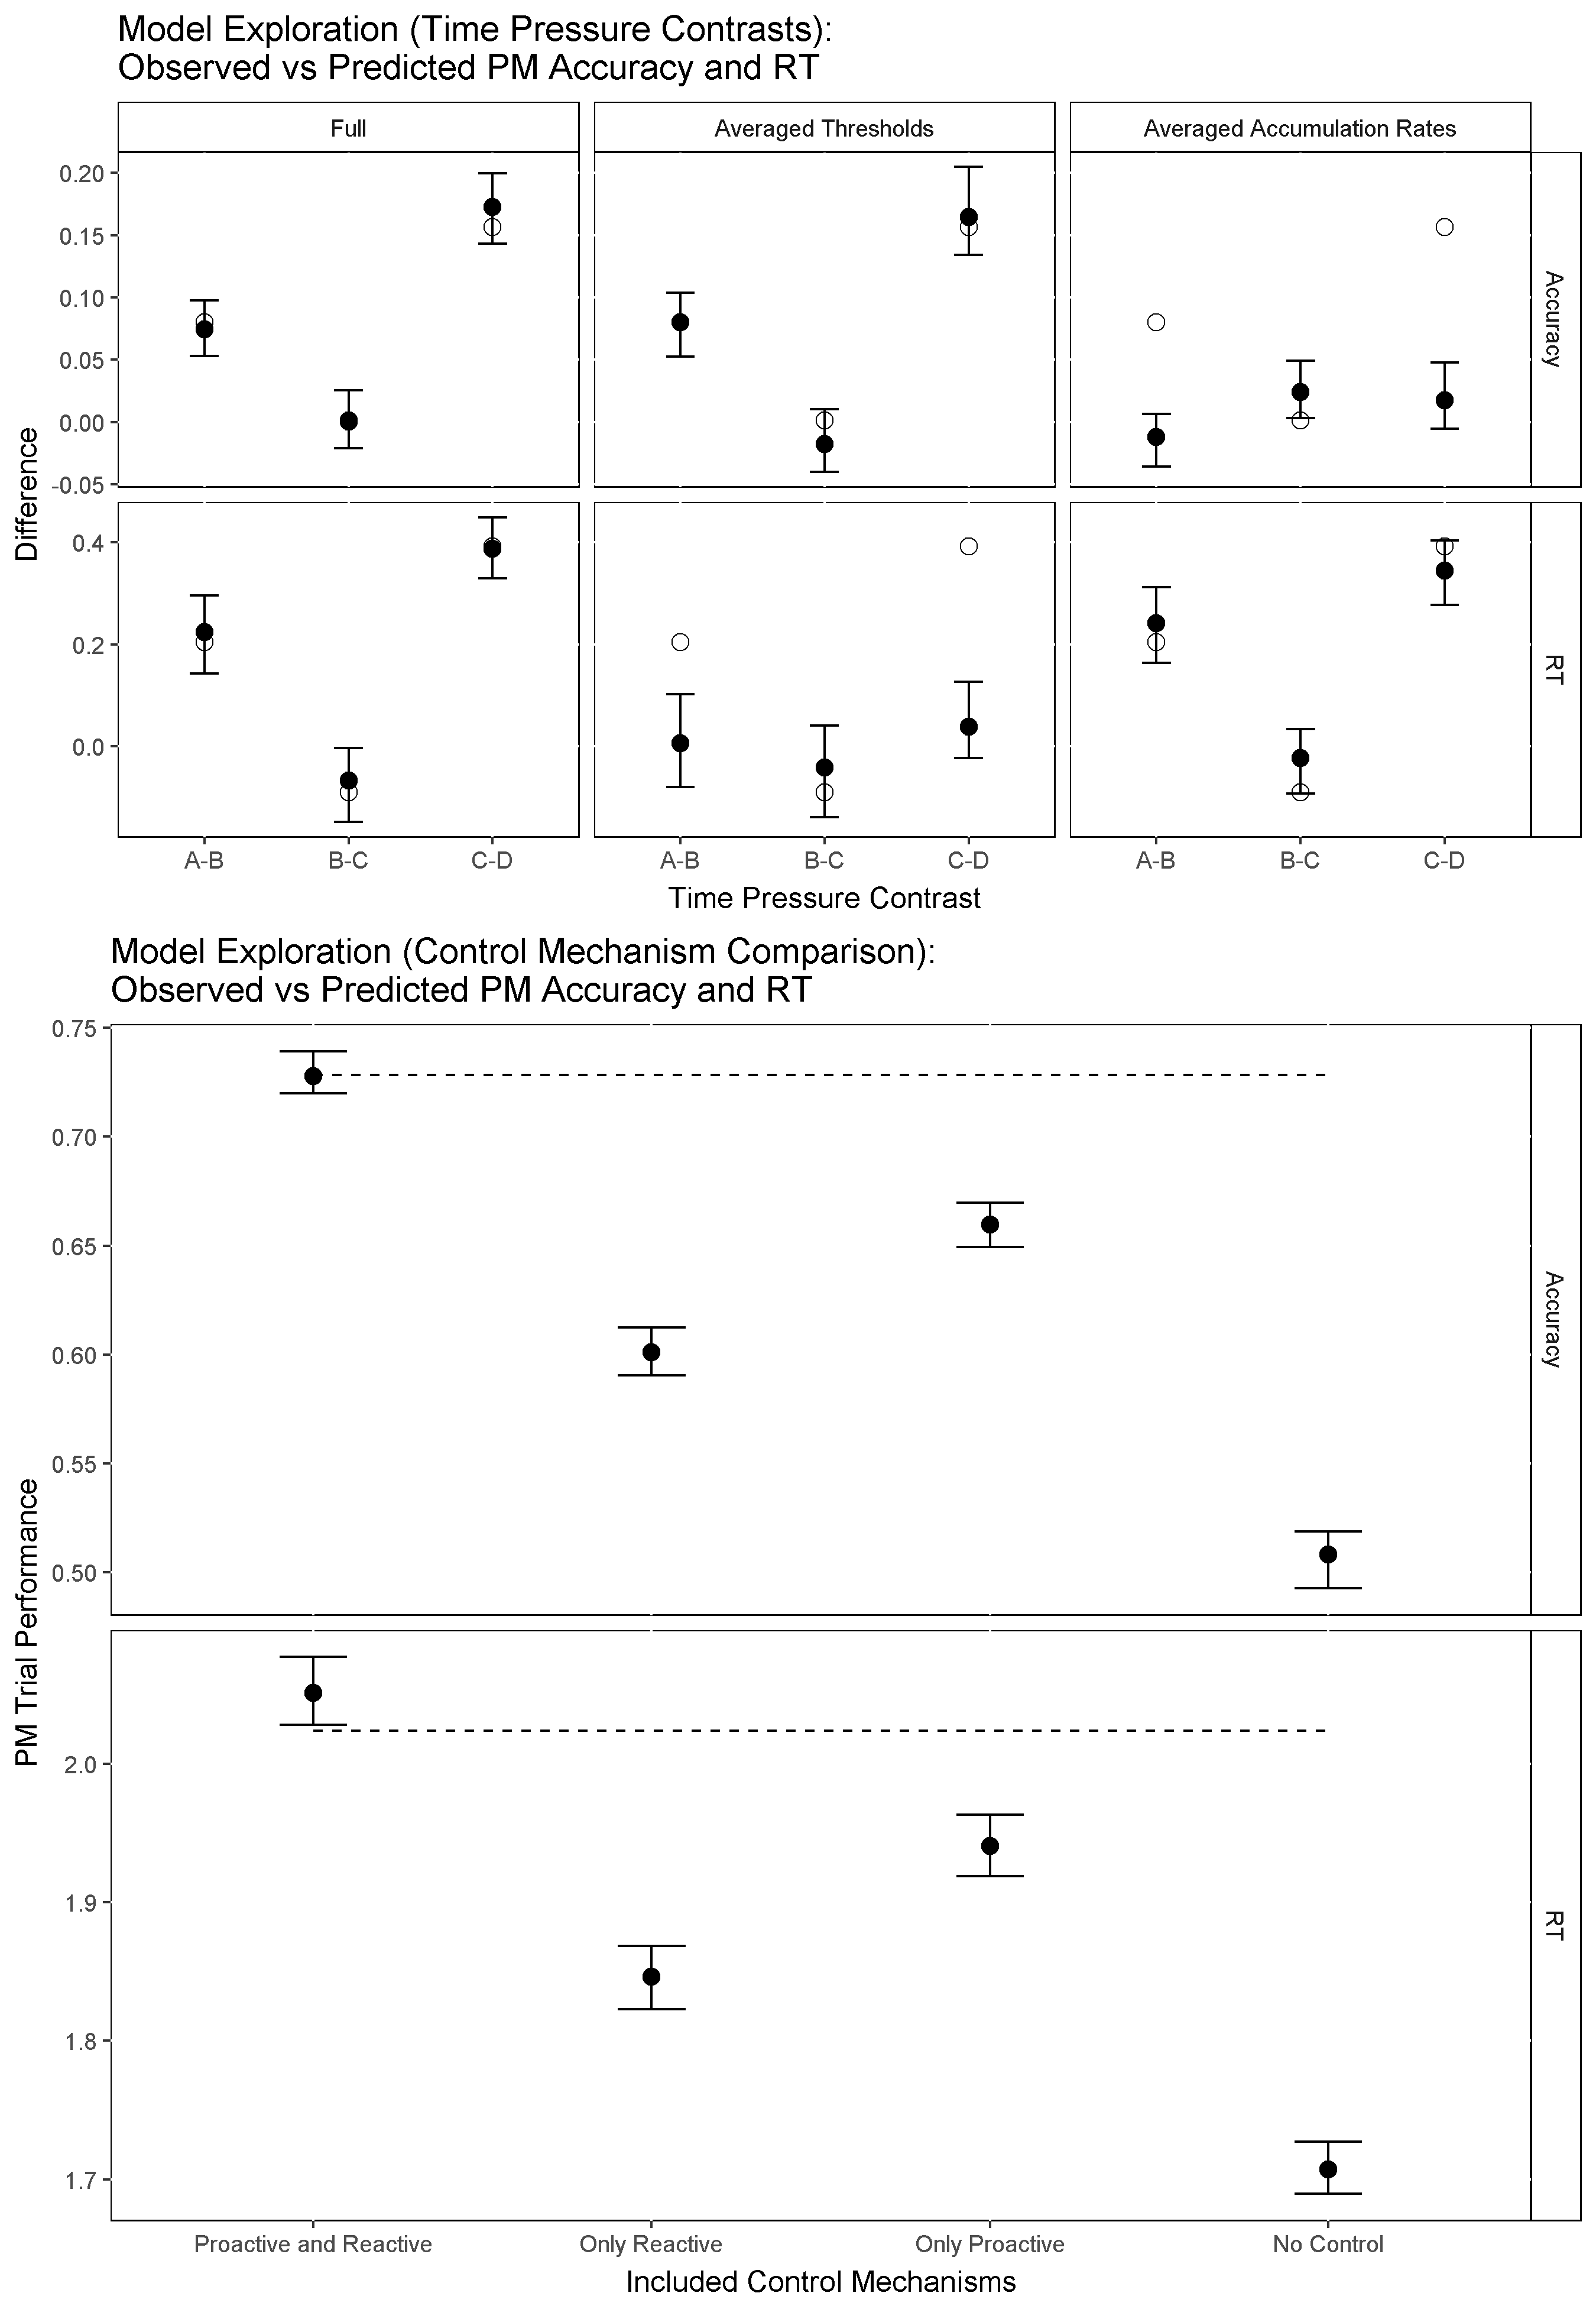 Model Exploration (Time Pressure Contrasts):
Observed vs Predicted PM Accuracy and RT
Full
Averaged Thresholds
Averaged Accumulation Rates
0.20
0.15
0.10
0.05
0.00
-0.05
Accuracy
Difference
0.4
0.2
0.0
RT
A-B
B-C
C-D
A-B
B-C
C-D
A-B
B-C
C-D
Time Pressure Contrast
Model Exploration (Control Mechanism Comparison):
Observed vs Predicted PM Accuracy and RT
0.75
0.70
0.65
0.60
0.55
0.50
Accuracy
PM Trial Performance
2.0
1.9
1.8
1.7
RT
Proactive and Reactive
Only Reactive
Only Proactive
No Control
Included Control Mechanisms